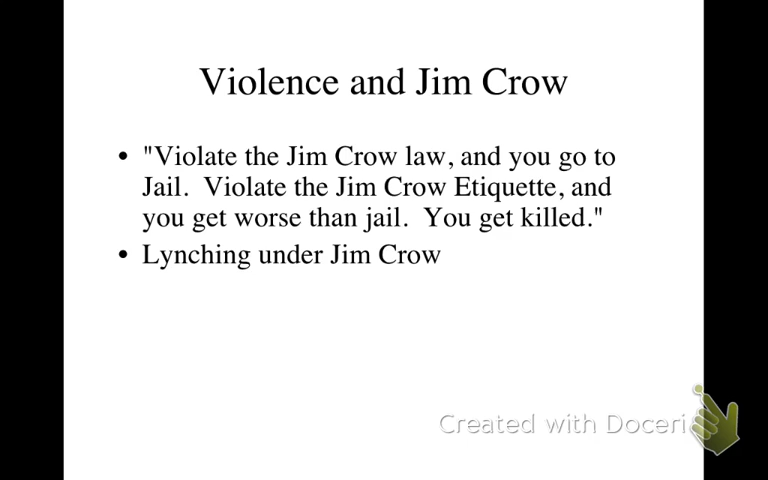 Violence and Jim Crow
• "Violate the Jim Crow law, and you go to
Jail.  Violate the Jim Crow Etiquette, and
you get worse than jail.  You get killed."
• Lynching under Jim Crow
Created with Doceri